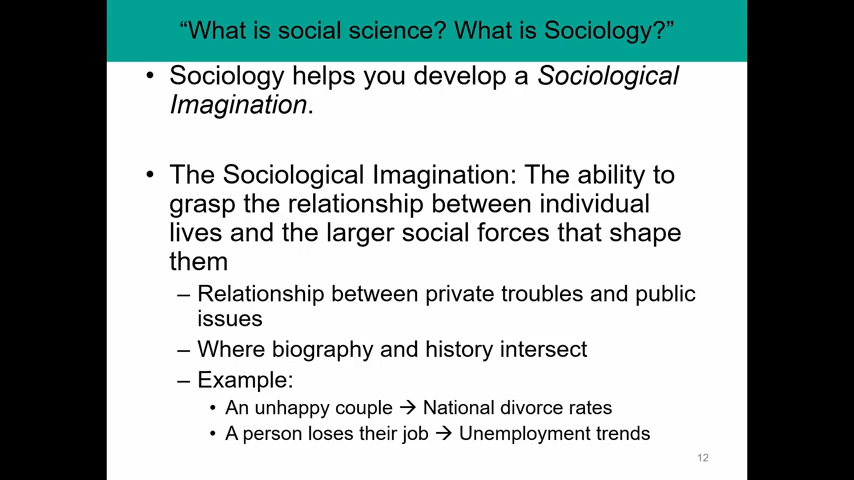 “What is social science? What is Sociology?”
• Sociology helps you develop a Sociological
Imagination.
• The Sociological Imagination: The ability to
grasp the relationship between individual
lives and the larger social forces that shape
them
– Relationship between private troubles and public
issues
– Where biography and history intersect
– Example:
• An unhappy couple → National divorce rates
• A person loses their job → Unemployment trends
12